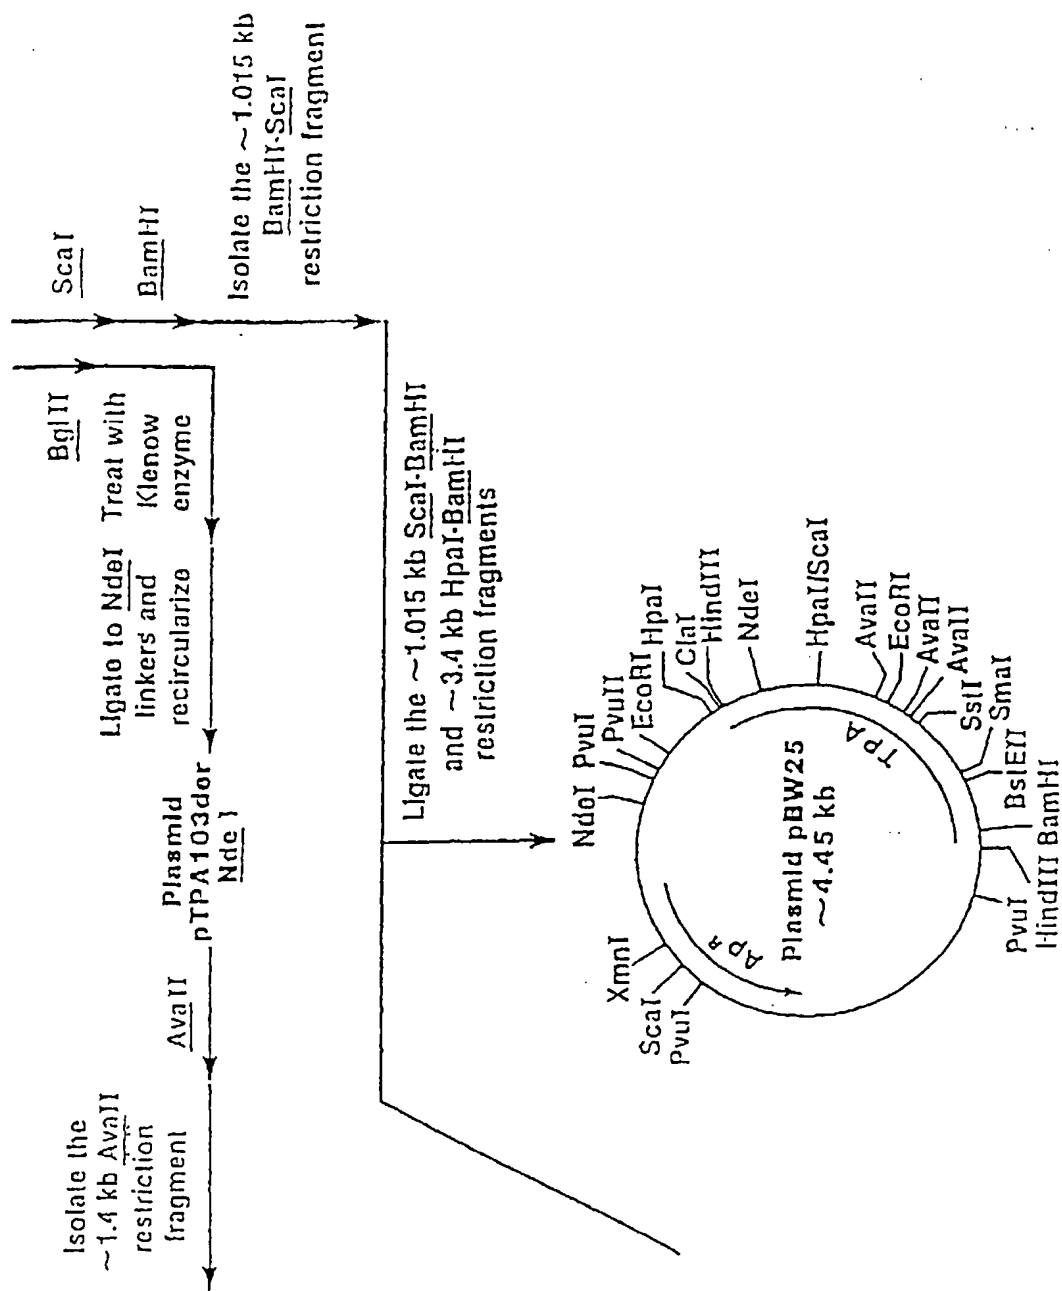 ScaI
BamHI
Isolate the ~1.015 kb
BamHI-ScaI
restriction fragment
BglII
Treat with
Klenow
enzyme
Ligate to NdeI
linkers and
recircularize
Plasmid
pTPA103der
Nde I
AvaII
Isolate the
~1.4 kb AvaII
restriction
fragment
Ligate the ~1.015 kb ScaI-BamHI
and ~3.4 kb HpaI-BamHI
restriction fragments
NdeI
PvuI
PvuII
EcoRI
HpaI
ClaI
HindIII
NdeI
HpaI/ScaI
AvaII
EcoRI
AvaII
AvaII
SstI
SmaI
BstEII
BamHI
HindIII
PvuI
PvuI
ScaI
XmnI
ApR
TPA
Plasmid pBW25
~4.45 kb